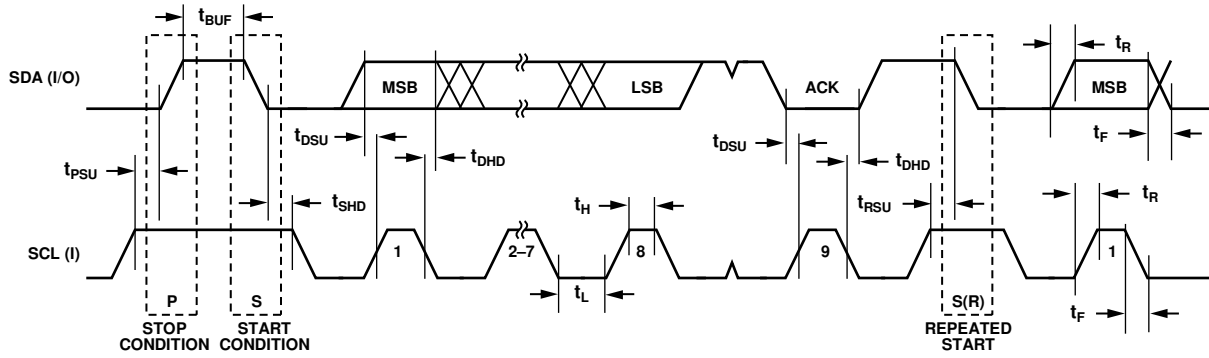 tBUF
tR
SDA (I/O)
MSB
LSB
ACK
MSB
tDSU
tDHD
tDSU
tF
tPSU
tSHD
tH
tDHD
tRSU
tR
SCL (I)
1
2–7
8
9
1
tL
tF
P
S
S(R)
STOP
CONDITION
START
CONDITION
REPEATED
START